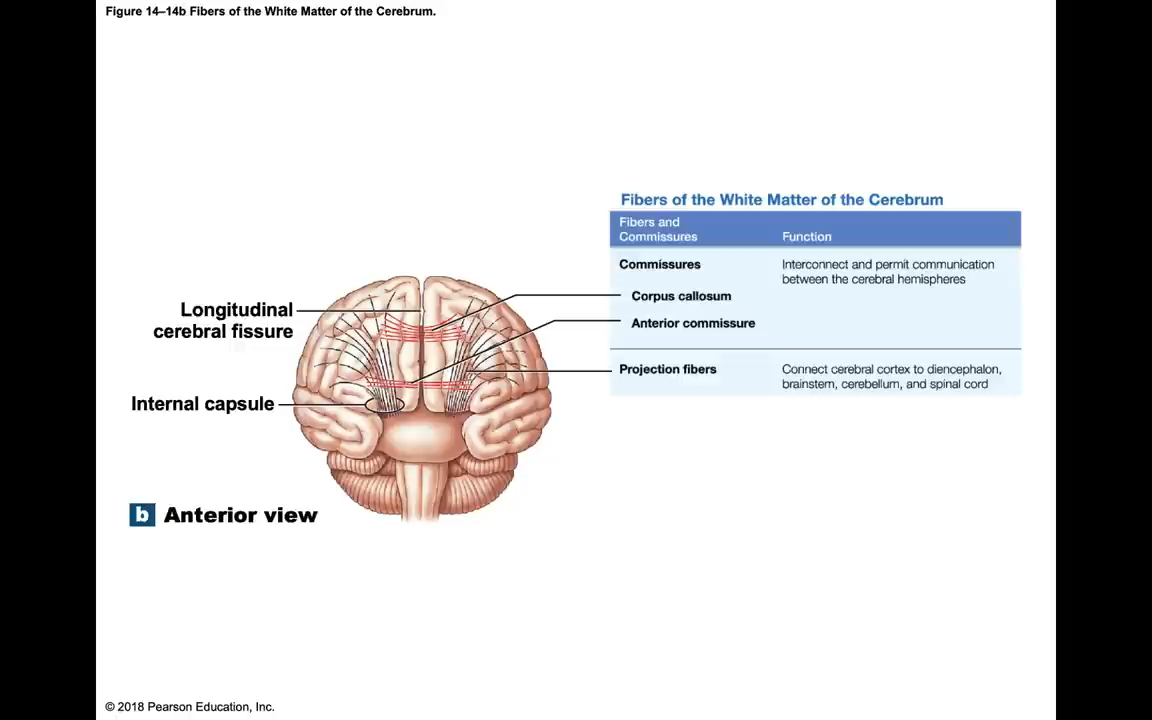 Figure 14–14b Fibers of the White Matter of the Cerebrum.
Longitudinal
cerebral fissure
Internal capsule
b Anterior view
Fibers of the White Matter of the Cerebrum
Fibers and
Commissures
Function
Commissures
Interconnect and permit communication
between the cerebral hemispheres
Corpus callosum
Anterior commissure
Projection fibers
Connect cerebral cortex to diencephalon,
brainstem, cerebellum, and spinal cord
© 2018 Pearson Education, Inc.